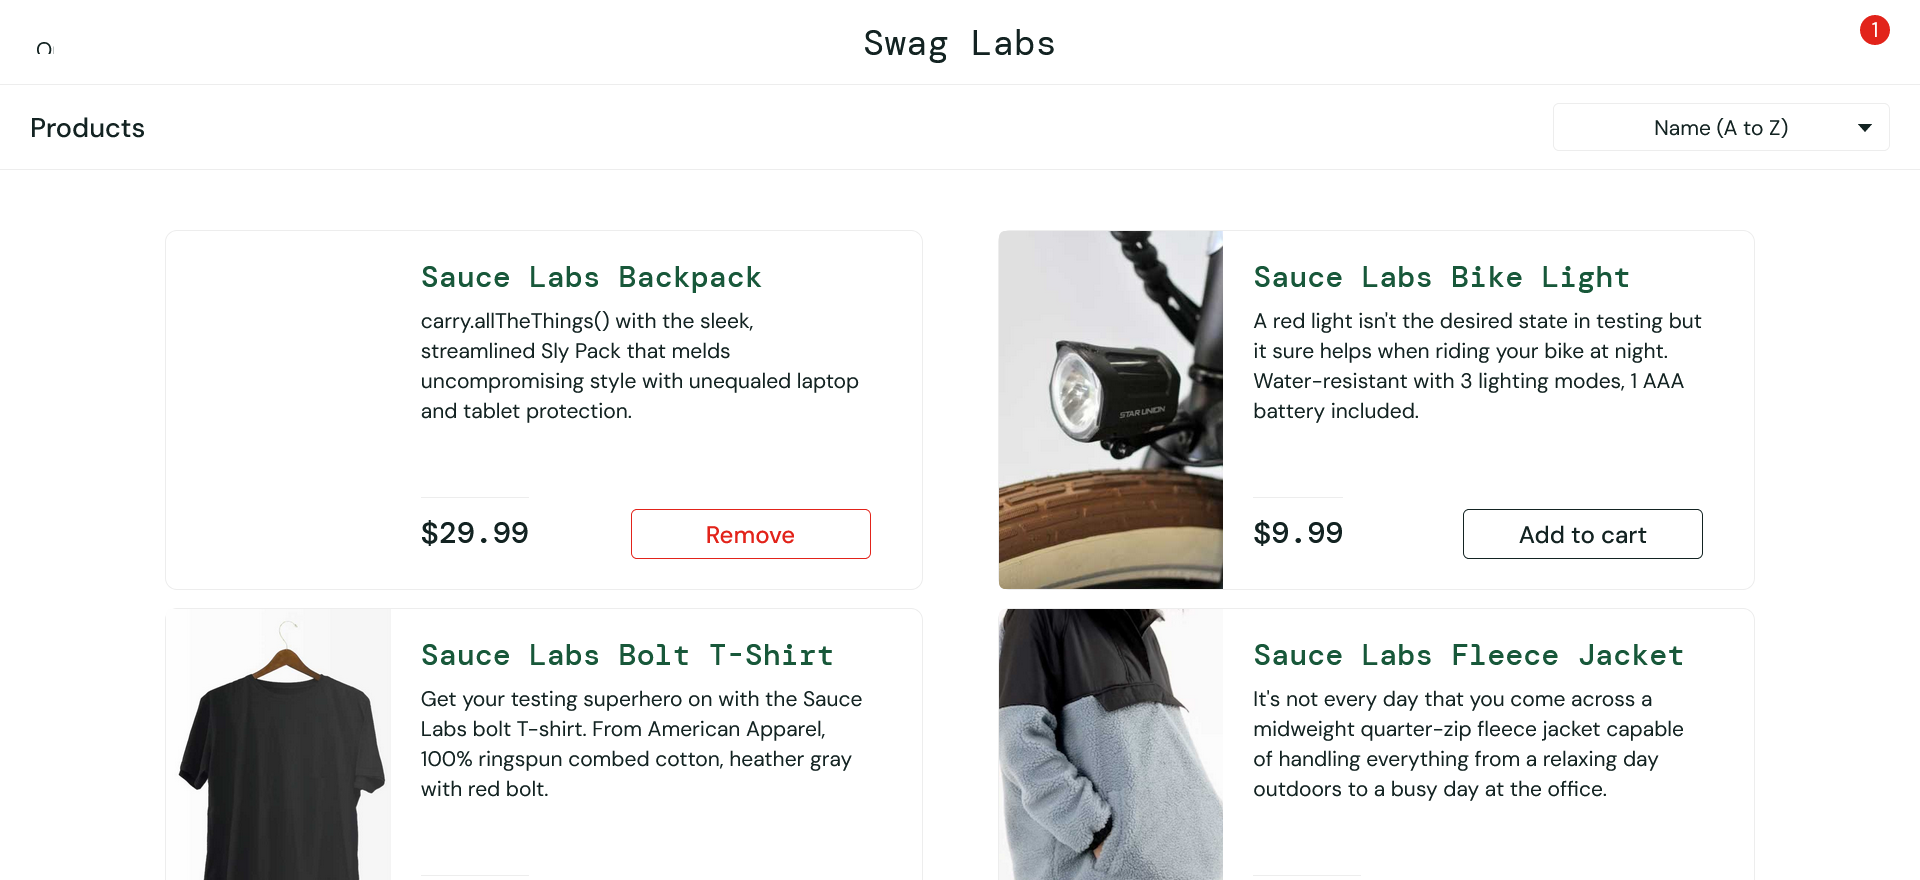 Swag Labs
1
Products
Name (A to Z)
Sauce Labs Backpack
carry.allTheThings() with the sleek,
streamlined Sly Pack that melds
uncompromising style with unequaled laptop
and tablet protection.
$29.99
Remove
Sauce Labs Bike Light
A red light isn't the desired state in testing but
it sure helps when riding your bike at night.
Water-resistant with 3 lighting modes, 1 AAA
battery included.
STAR UNION
$9.99
Add to cart
Sauce Labs Bolt T-Shirt
Get your testing superhero on with the Sauce
Labs bolt T-shirt. From American Apparel,
100% ringspun combed cotton, heather gray
with red bolt.
Sauce Labs Fleece Jacket
It's not every day that you come across a
midweight quarter-zip fleece jacket capable
of handling everything from a relaxing day
outdoors to a busy day at the office.